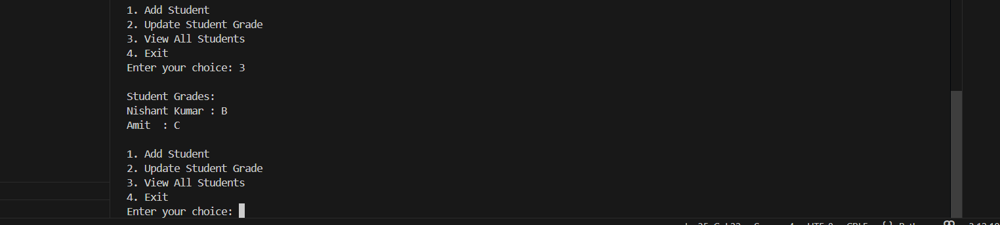 1. Add Student
2. Update Student Grade
3. View All Students
4. Exit
Enter your choice: 3
Student Grades:
Nishant Kumar : B
Amit  : C
1. Add Student
2. Update Student Grade
3. View All Students
4. Exit
Enter your choice: